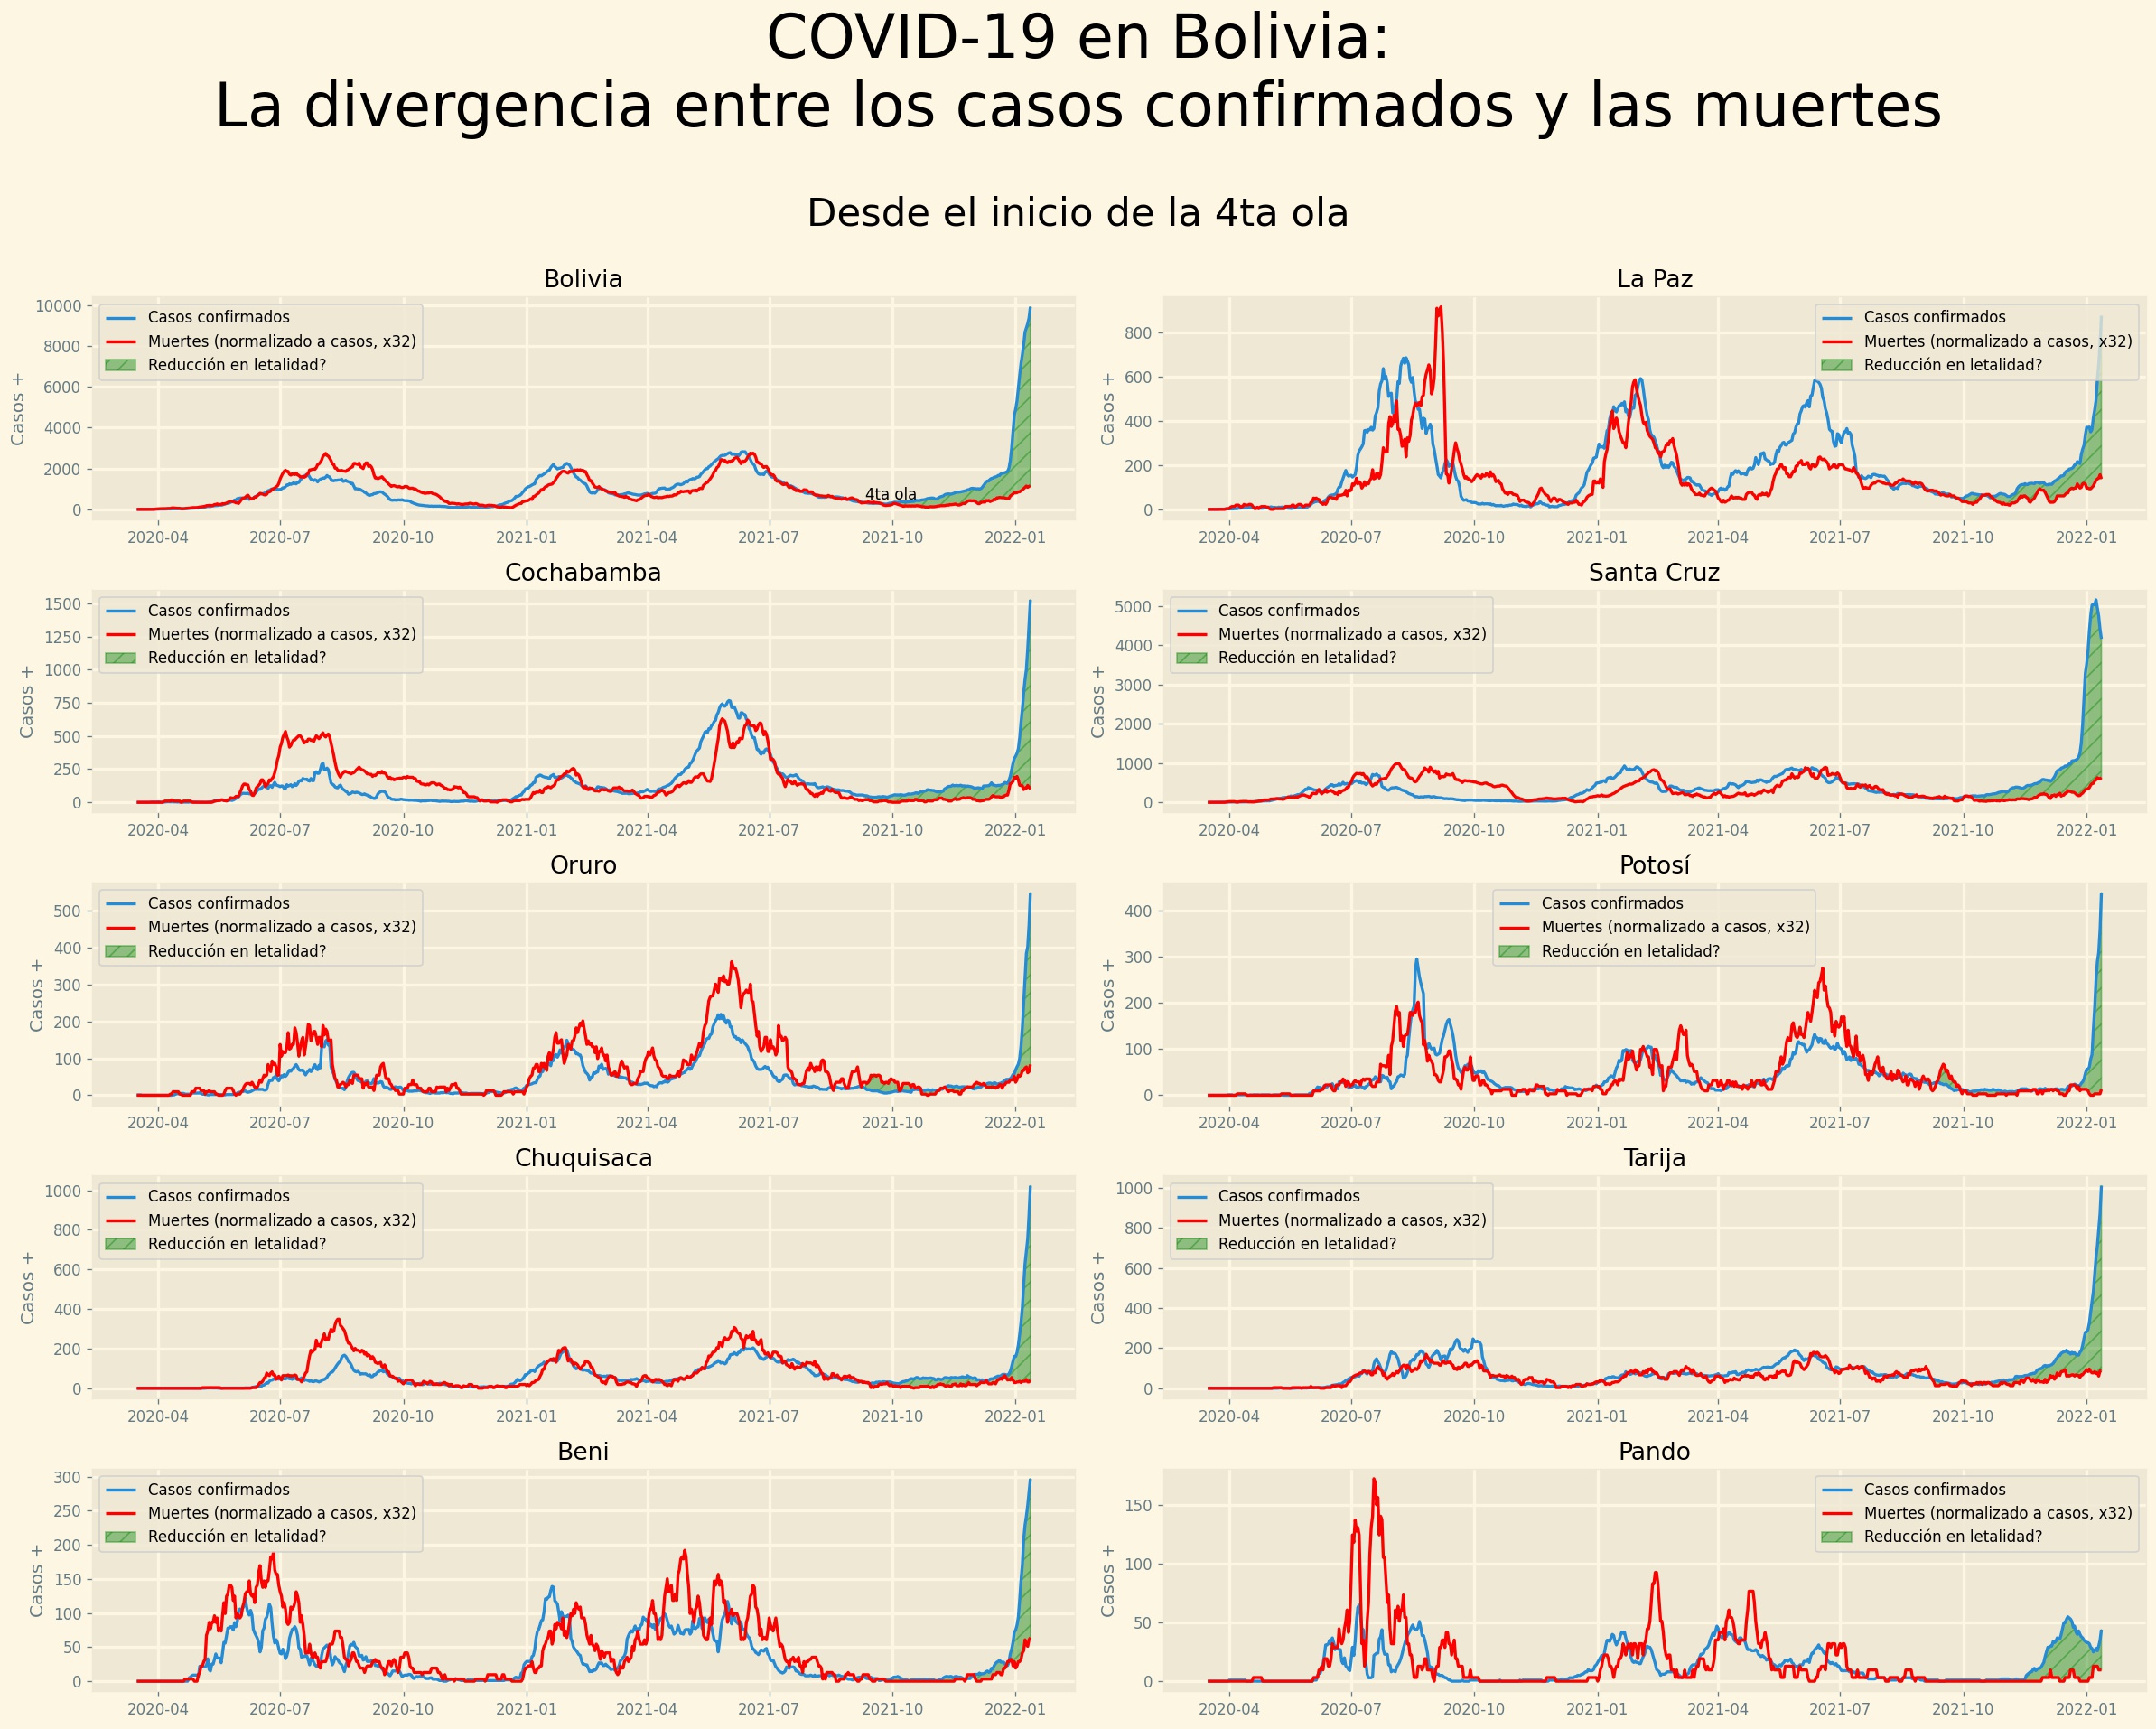 COVID-19 en Bolivia:
La divergencia entre los casos confirmados y las muertes
Desde el inicio de la 4ta ola
Bolivia
Casos +
10000
8000
6000
4000
2000
0
Casos confirmados
Muertes (normalizado a casos, x32)
Reducción en letalidad?
4ta ola
2020-04 2020-07 2020-10 2021-01 2021-04 2021-07 2021-10 2022-01
La Paz
Casos +
800
600
400
200
0
Casos confirmados
Muertes (normalizado a casos, x32)
Reducción en letalidad?
2020-04 2020-07 2020-10 2021-01 2021-04 2021-07 2021-10 2022-01
Cochabamba
Casos +
1500
1250
1000
750
500
250
0
Casos confirmados
Muertes (normalizado a casos, x32)
Reducción en letalidad?
2020-04 2020-07 2020-10 2021-01 2021-04 2021-07 2021-10 2022-01
Santa Cruz
Casos +
5000
4000
3000
2000
1000
0
Casos confirmados
Muertes (normalizado a casos, x32)
Reducción en letalidad?
2020-04 2020-07 2020-10 2021-01 2021-04 2021-07 2021-10 2022-01
Oruro
Casos +
500
400
300
200
100
0
Casos confirmados
Muertes (normalizado a casos, x32)
Reducción en letalidad?
2020-04 2020-07 2020-10 2021-01 2021-04 2021-07 2021-10 2022-01
Potosí
Casos +
400
300
200
100
0
Casos confirmados
Muertes (normalizado a casos, x32)
Reducción en letalidad?
2020-04 2020-07 2020-10 2021-01 2021-04 2021-07 2021-10 2022-01
Chuquisaca
Casos +
1000
800
600
400
200
0
Casos confirmados
Muertes (normalizado a casos, x32)
Reducción en letalidad?
2020-04 2020-07 2020-10 2021-01 2021-04 2021-07 2021-10 2022-01
Tarija
Casos +
1000
800
600
400
200
0
Casos confirmados
Muertes (normalizado a casos, x32)
Reducción en letalidad?
2020-04 2020-07 2020-10 2021-01 2021-04 2021-07 2021-10 2022-01
Beni
Casos +
300
250
200
150
100
50
0
Casos confirmados
Muertes (normalizado a casos, x32)
Reducción en letalidad?
2020-04 2020-07 2020-10 2021-01 2021-04 2021-07 2021-10 2022-01
Pando
Casos +
150
100
50
0
Casos confirmados
Muertes (normalizado a casos, x32)
Reducción en letalidad?
2020-04 2020-07 2020-10 2021-01 2021-04 2021-07 2021-10 2022-01